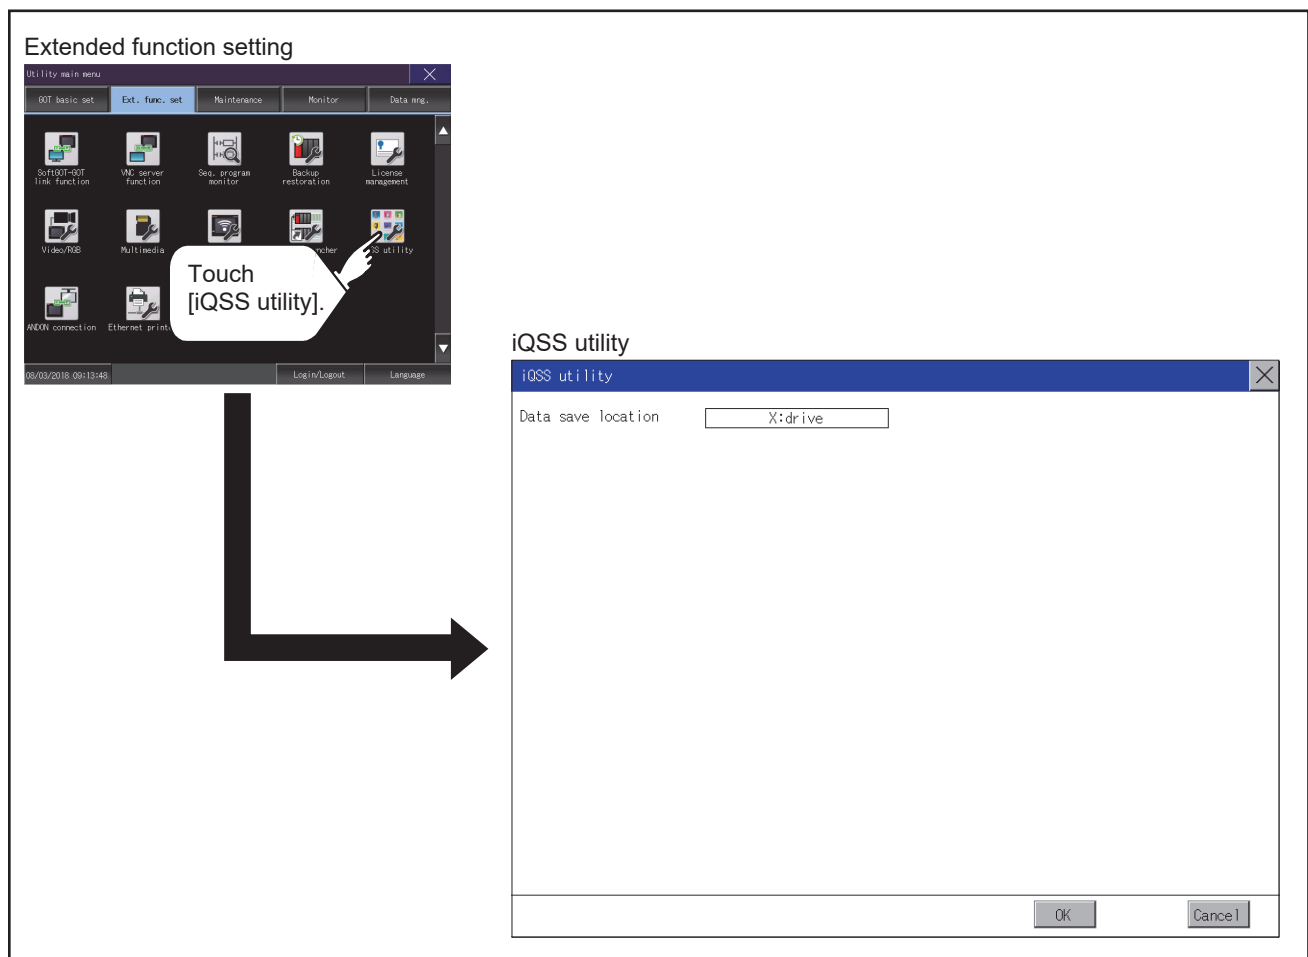 Extended function setting
Utility main menu
GOT basic set Ext. func. set Maintenance Monitor Data mng.
SoftGOT-GOT
link function
VNC server
function
Seq. program
monitor
Backup
restoration
License
management
Video/RGB
Multimedia
utility
Touch
[iQSS utility].
ANDON connection
Ethernet
08/03/2018 09:13:48 Login/Logout Language
iQSS utility
iQSS utility
Data save location X:drive
OK Cancel